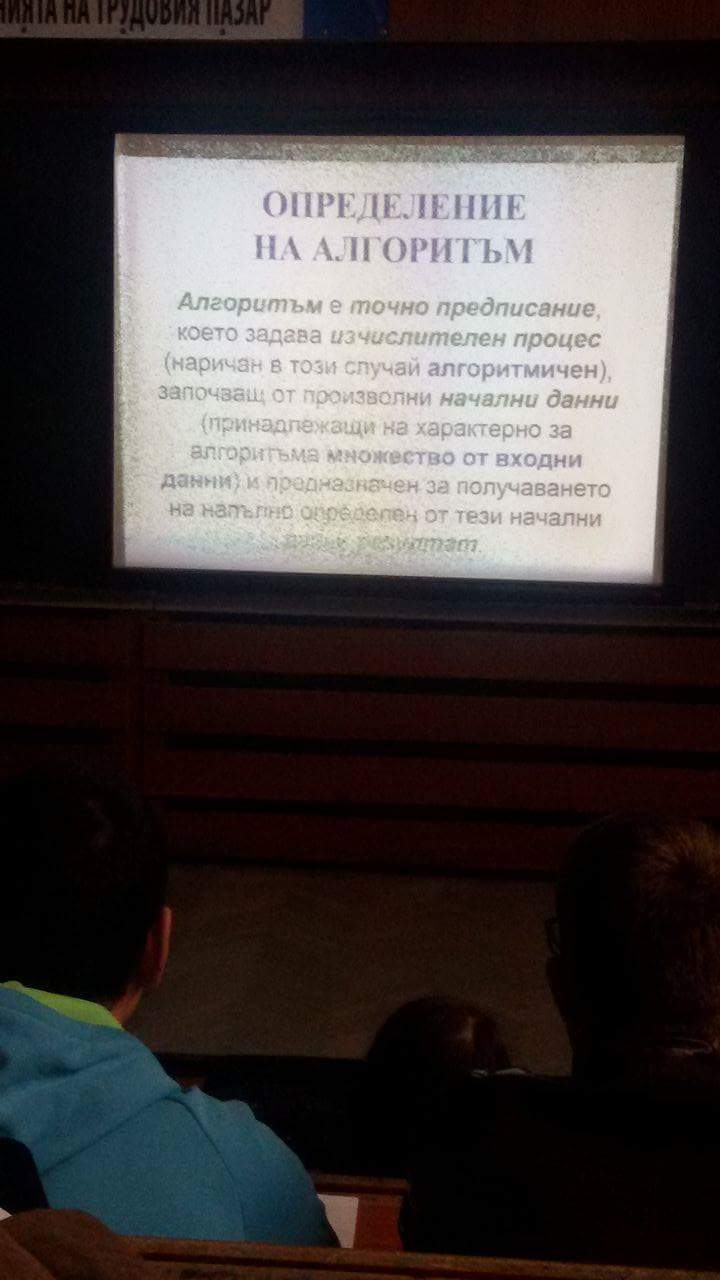 НИЯТА НА ТРУДОВИЯ ПАЗАР
ОПРЕДЕЛЕНИЕ
НА АЛГОРИТЪМ
Алгоритъм е точно предписание,
което задава изчислителен процес
(наричан в този случай алгоритмичен),
започващ от произволни начални данни
(принадлежащи на характерно за
алгоритъма множество от входни
данни) и предназначен за получаването
на напълно определен от тези начални
данни резултат.